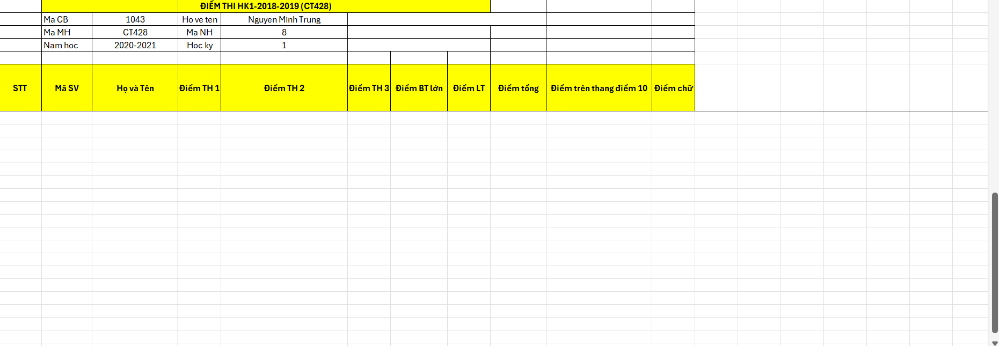 ĐIỂM THI HK1-2018-2019 (CT428)
Ma CB 1043 Ho ve ten Nguyen Minh Trung
Ma MH CT428 Ma NH 8
Nam hoc 2020-2021 Hoc ky 1
STT Mã SV Họ và Tên Điểm TH 1 Điểm TH 2 Điểm TH 3 Điểm BT lớn Điểm LT Điểm tổng Điểm trên thang điểm 10 Điểm chữ